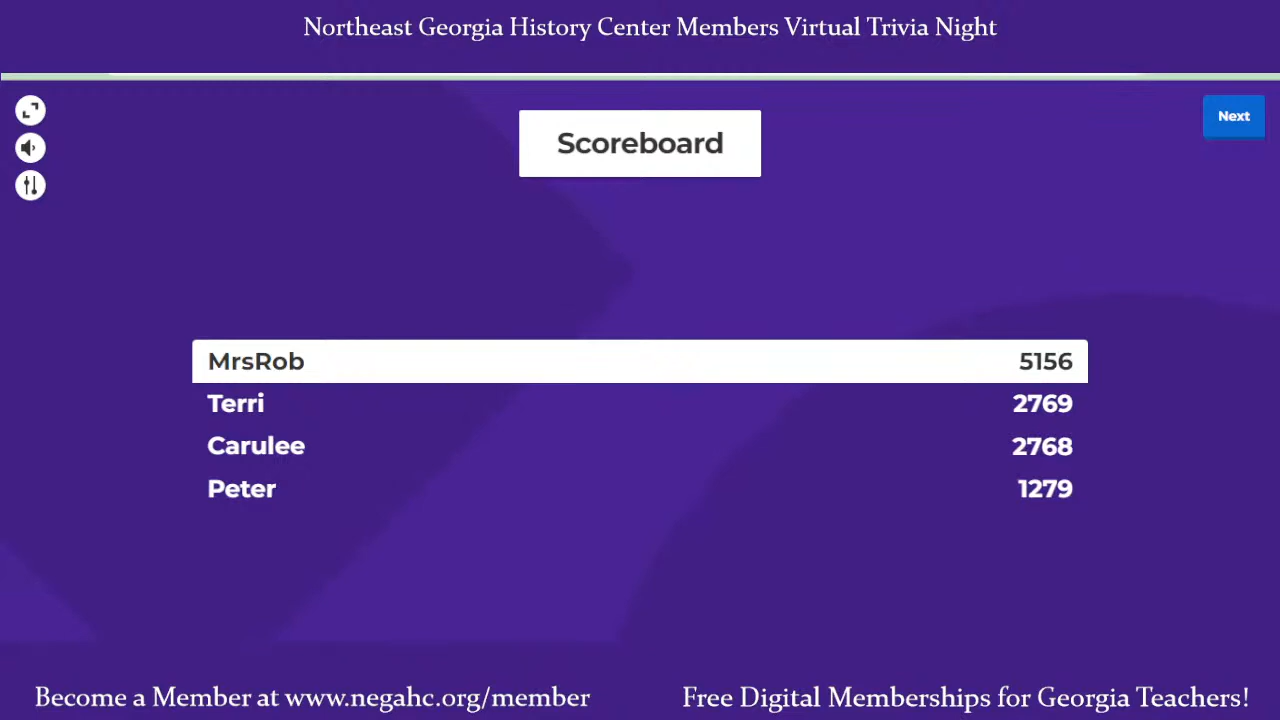 Northeast Georgia History Center Members Virtual Trivia Night
Next
Scoreboard
MrsRob 5156
Terri 2769
Carulee 2768
Peter 1279
Become a Member at www.negahc.org/member
Free Digital Memberships for Georgia Teachers!